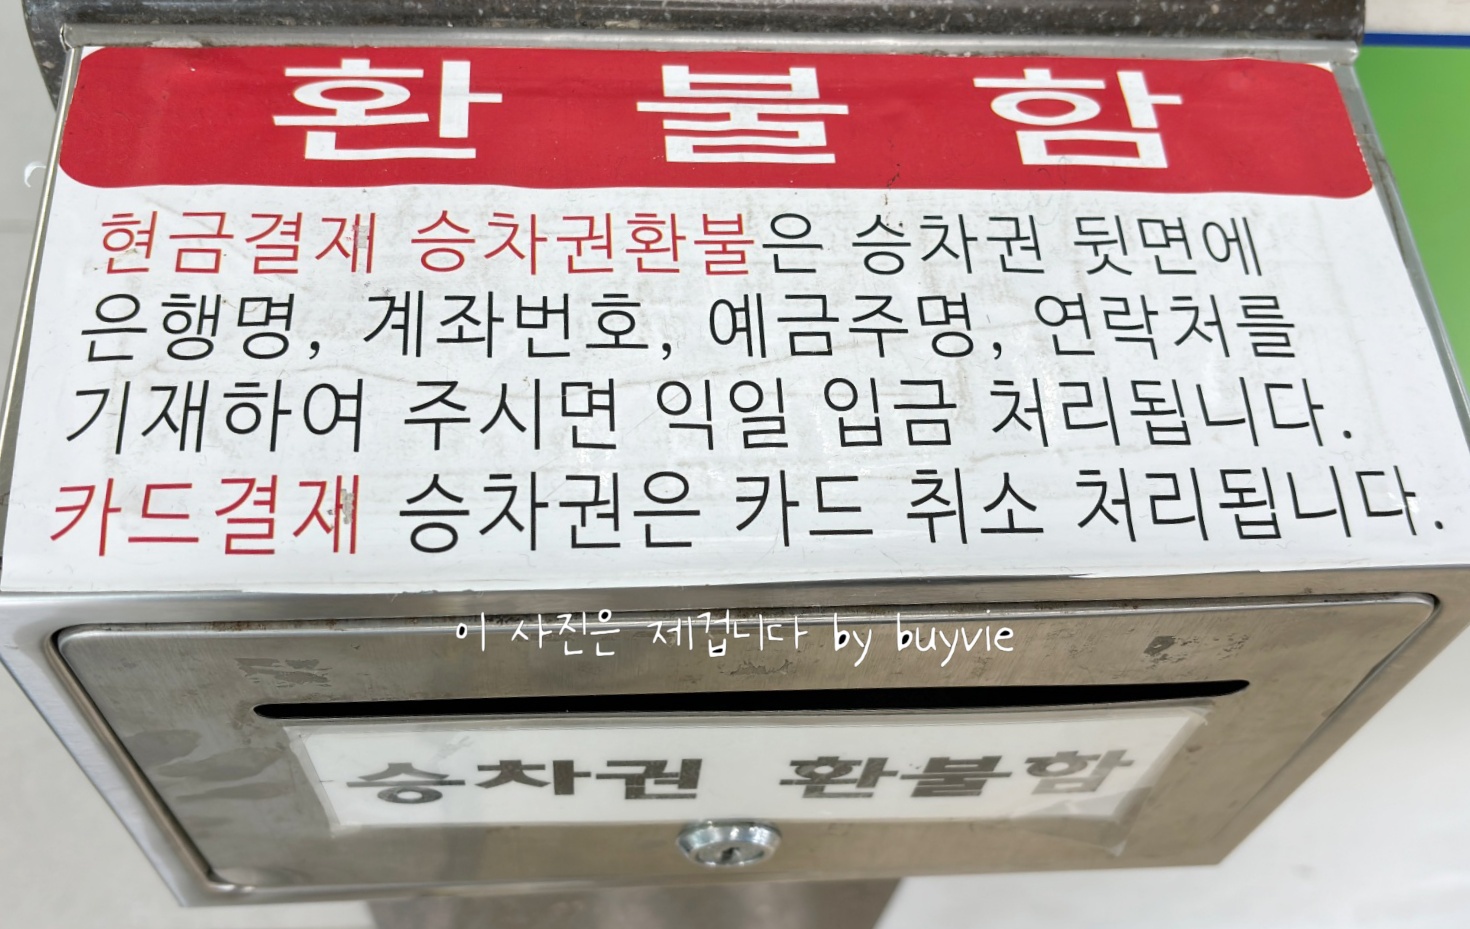 환불함
현금결재 승차권환불은 승차권 뒷면에
은행명, 계좌번호, 예금주명, 연락처를
기재하여 주시면 익일 입금 처리됩니다.
카드결재 승차권은 카드 취소 처리됩니다.
이 사진은 제겁니다 by buyvie
승차권 환불함